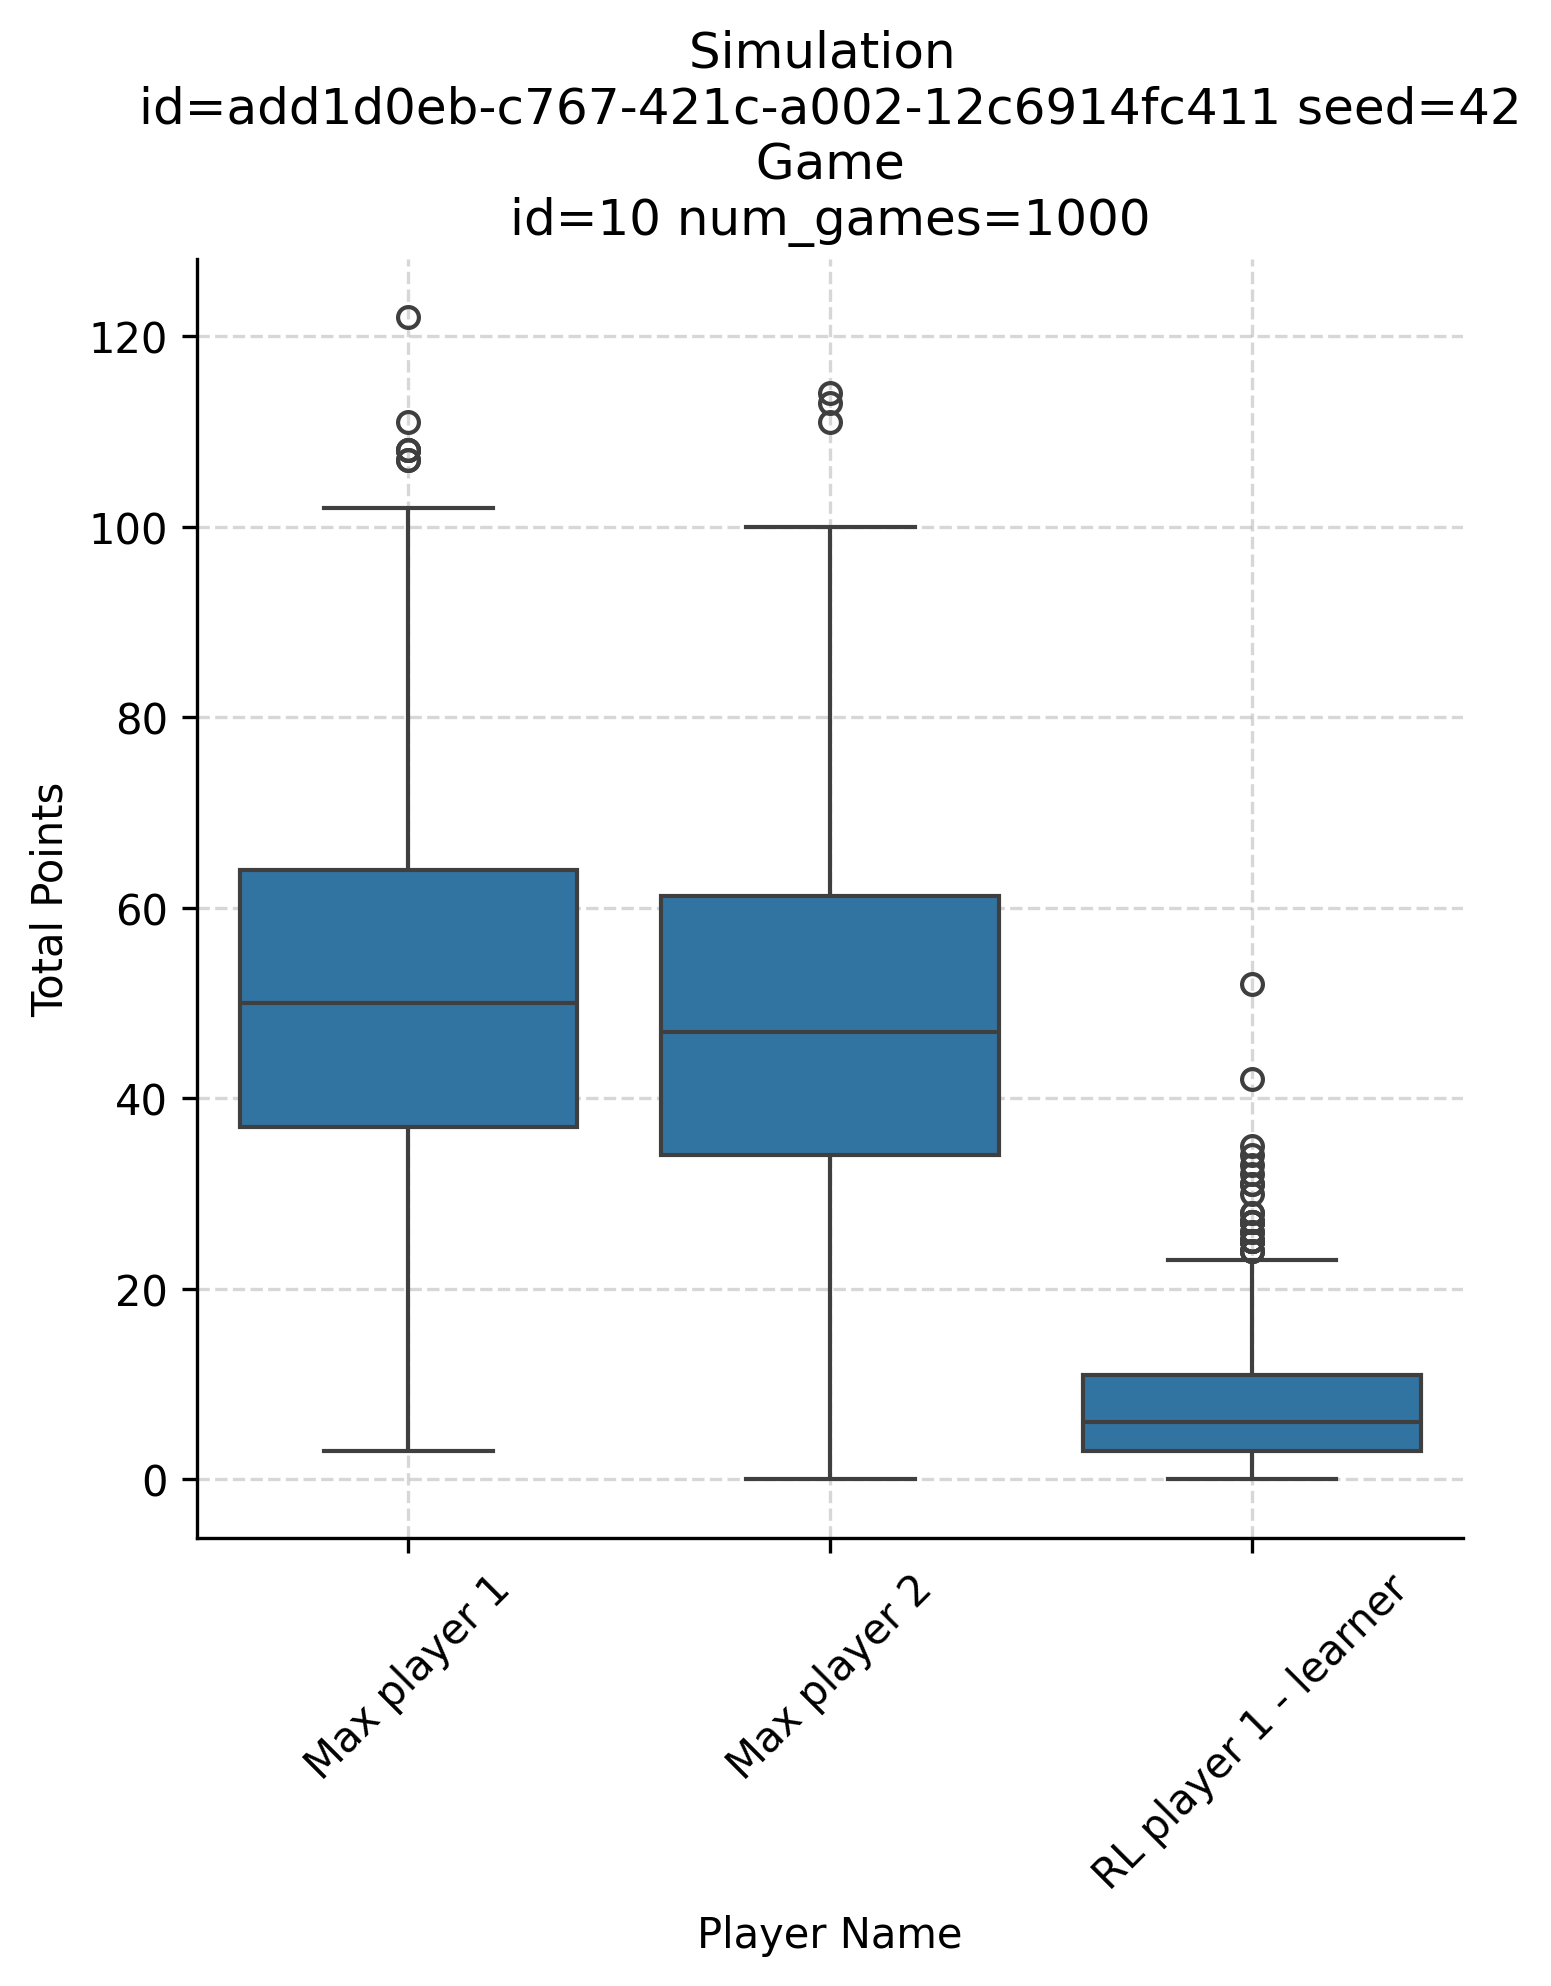 Simulation
id=add1d0eb-c767-421c-a002-12c6914fc411 seed=42
Game
id=10 num_games=1000
120
100
80
60
40
20
0
Total Points
Max player 1
Max player 2
RL player 1 - learner
Player Name